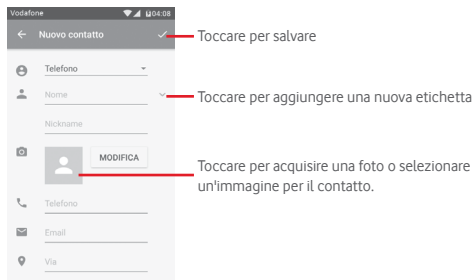 Vodafone 04:08
Nuovo contatto
Toccare per salvare
Telefono
Nome
Toccare per aggiungere una nuova etichetta
Nickname
MODIFICA
Toccare per acquisire una foto o selezionare
un'immagine per il contatto.
Telefono
Email
Via